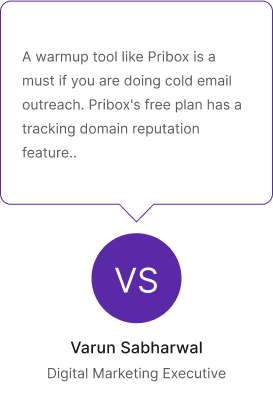 A warmup tool like Pribox is a
must if you are doing cold email
outreach. Pribox's free plan has a
tracking domain reputation
feature..
VS
Varun Sabharwal
Digital Marketing Executive